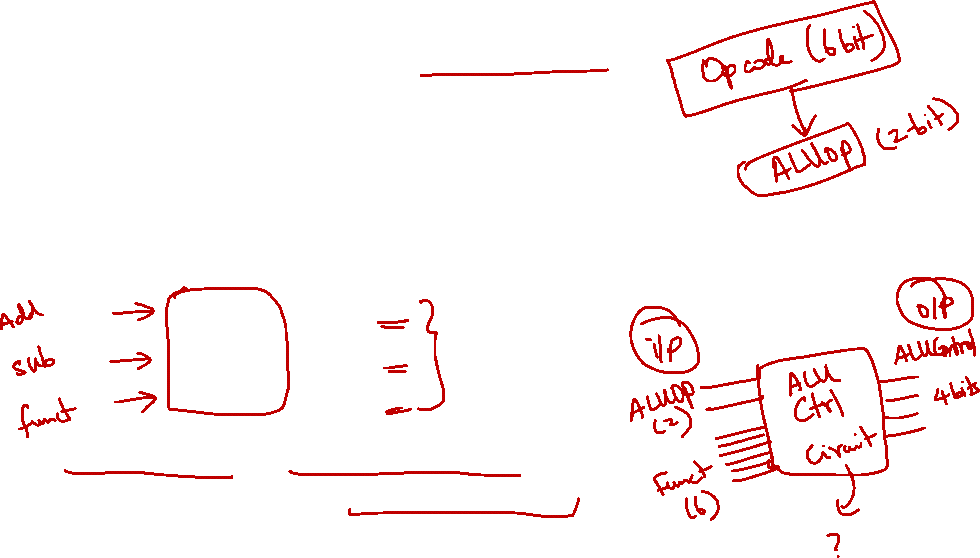 Opcode (6bit)
ALUOP (2-bit)
Add
sub
funct
i/p
O/P
ALUOP
(2)
Funct
(6)
ALU
Ctrl
Circuit
ALUControl
4bits
?